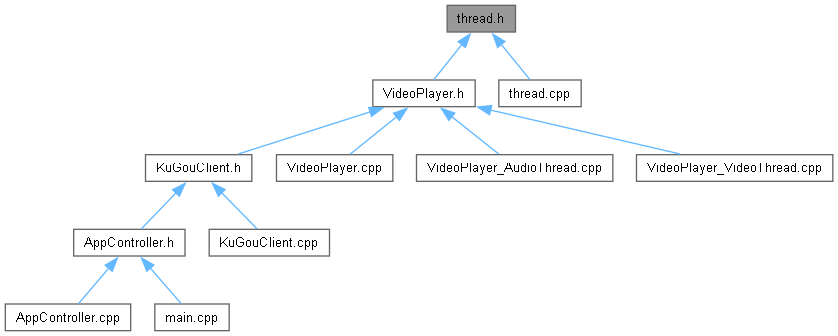 thread.h
VideoPlayer.h
thread.cpp
KuGouClient.h
VideoPlayer.cpp
VideoPlayer_AudioThread.cpp
VideoPlayer_VideoThread.cpp
AppController.h
KuGouClient.cpp
AppController.cpp
main.cpp